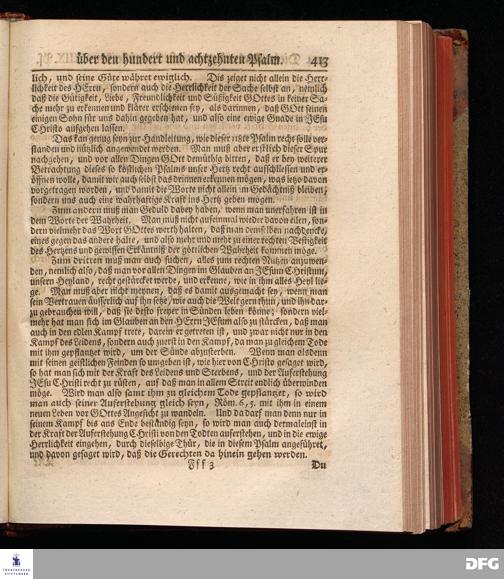 über den hundert und achtzehnten Psalm. 413
lich, und seine Güte währet ewiglich. Dis zeiget nicht allein die Herr-
lichkeit des HErrn, sondern auch die Herrlichkeit der Sache selbst an, nemlich
daß die Gütigkeit, Liebe, Freundlichkeit und Süßigkeit GOttes in keiner Sa-
che mehr zu erkennen und klärer erschienen sey, als darinnen, daß GOtt seinen
einigen Sohn für uns dahin gegeben hat, und also eine ewige Gnade in JEsu
CHristo aufgehen lassen.
Das kan genug seyn zur Handleitung, wie dieser 118te Psalm recht solle ver-
standen und nützlich angewendet werden. Man muß aber erstlich dieser Spur
nachgehen, und vor allen Dingen GOtt demüthig bitten, daß er bey weiterer
Betrachtung dieses so köstlichen Psalms unser Hertz recht aufschliessen und er-
öffnen wolle, damit wir auch selbst das drinnen erkennen mögen, was ietzo davon
vorgetragen worden, und damit die Worte nicht allein im Gedächtniß bleiben,
sondern uns auch eine wahrhaftige Kraft ins Hertz geben mögen.
Zum andern muß man Geduld dabey haben, wenn man unerfahren ist in
dem Worte der Wahrheit. Man muß nicht aufeinmal wieder davon eilen, son-
dern vielmehr das Wort GOttes werth halten, daß man demselben nachdencke,
eines gegen das andere halte, und also mehr und mehr zu einer rechten Vestigkeit
des Hertzens und gewissen Erkäntniß der göttlichen Wahrheit kommen möge.
Zum dritten muß man auch suchen, alles zum rechten Nutzen anzuwen-
den, nemlich also, daß man vor allen Dingen im Glauben an JEsum CHristum,
unsern Heyland, recht gestärcket werde, und erkenne, wie in ihm alles Heyl lie-
ge. Man muß aber nicht meynen, daß es damit ausgemacht sey, wenn man
sein Vertrauen äusserlich auf ihn setze, wie auch die Welt gern thun, und ihn dar-
zu gebrauchen will, daß sie desto freyer in Sünden leben könne; sondern viel-
mehr hat man sich im Glauben an den HErrn JEsum also zu stärcken, daß man
auch in den edlen Kampf trete, darein er getreten ist, und zwar nicht nur in den
Kampf des Leidens, sondern auch zuerst in den Kampf, da man zu gleichem Tode
mit ihm gepflantzet wird, um der Sünde abzusterben. Wenn man alsdenn
mit seinen geistlichen Feinden so umgeben ist, wie hier von CHristo gesaget wird,
so hat man sich mit der Kraft des Leidens und Sterbens, und der Auferstehung
JEsu CHristi recht zu rüsten, auf daß man in allem Streit endlich überwinden
möge. Wird man also samt ihm zu gleichem Tode gepflantzet, so wird
man auch seiner Auferstehung gleich seyn, Röm. 6, 5. mit ihm in einem
neuen Leben vor GOttes Angesicht zu wandeln. Und da darf man denn nur in
seinem Kampf bis ans Ende beständig seyn, so wird man auch dermaleinst in
der Kraft der Auferstehung CHristi von den Todten auferstehen, und in die ewige
Herrlichkeit eingehen, durch dieselbige Thür, die in diesem Psalm angeführet,
und davon gesaget wird, daß die Gerechten da hinein gehen werden.
Fff 3 Du
FRANCKESCHE
STIFTUNGEN
DFG